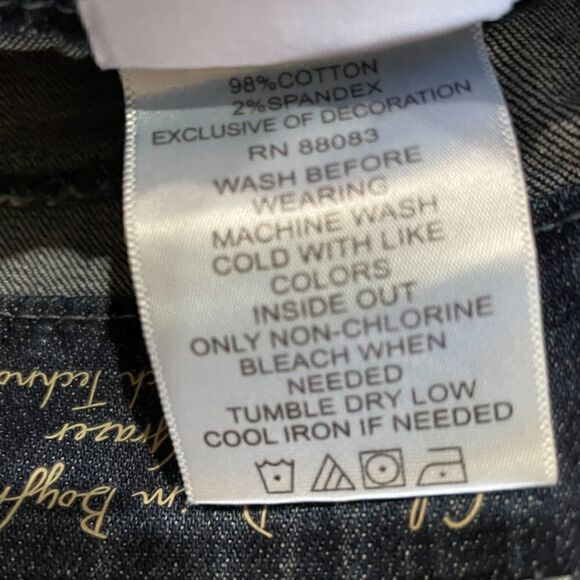 98%COTTON
2%SPANDEX
EXCLUSIVE OF DECORATION
RN 88083
WASH BEFORE
WEARING
MACHINE WASH
COLD WITH LIKE
COLORS
INSIDE OUT
ONLY NON-CHLORINE
BLEACH WHEN
NEEDED
TUMBLE DRY LOW
COOL IRON IF NEEDED